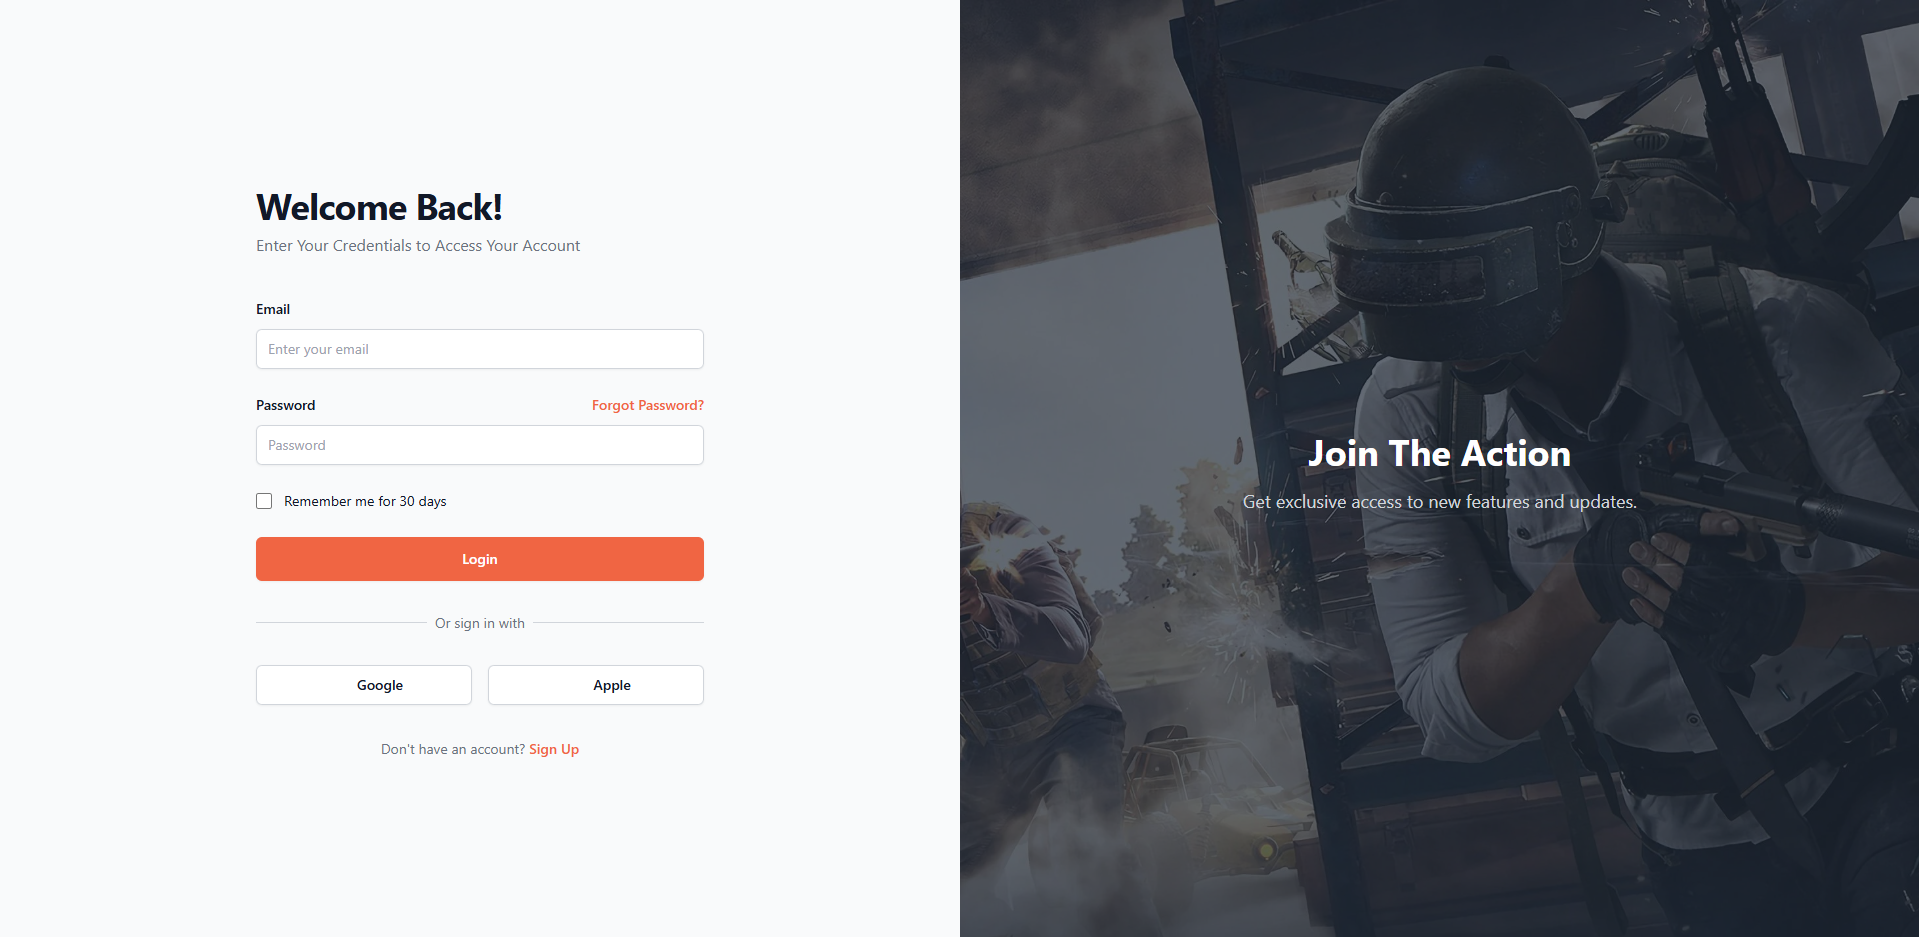 Welcome Back!
Enter Your Credentials to Access Your Account
Email
Enter your email
Password
Forgot Password?
Password
Remember me for 30 days
Login
Or sign in with
Google
Apple
Don't have an account? Sign Up
Join The Action
Get exclusive access to new features and updates.